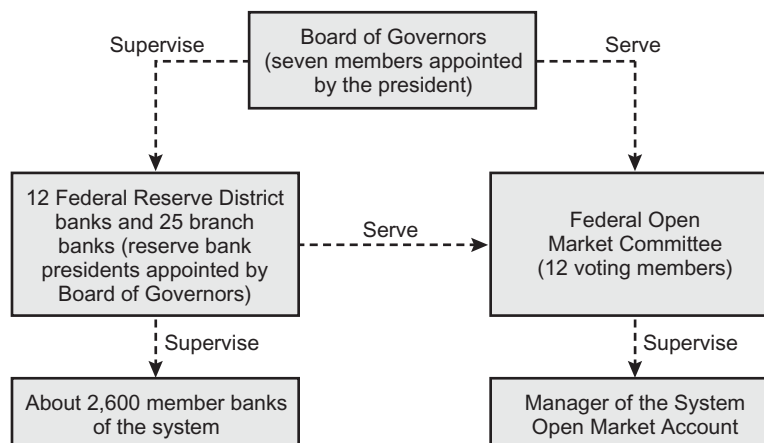 Supervise
Board of Governors
(seven members appointed
by the president)
Serve
12 Federal Reserve District
banks and 25 branch
banks (reserve bank
presidents appointed by
Board of Governors)
Serve
Federal Open
Market Committee
(12 voting members)
Supervise
Supervise
About 2,600 member banks
of the system
Manager of the System
Open Market Account